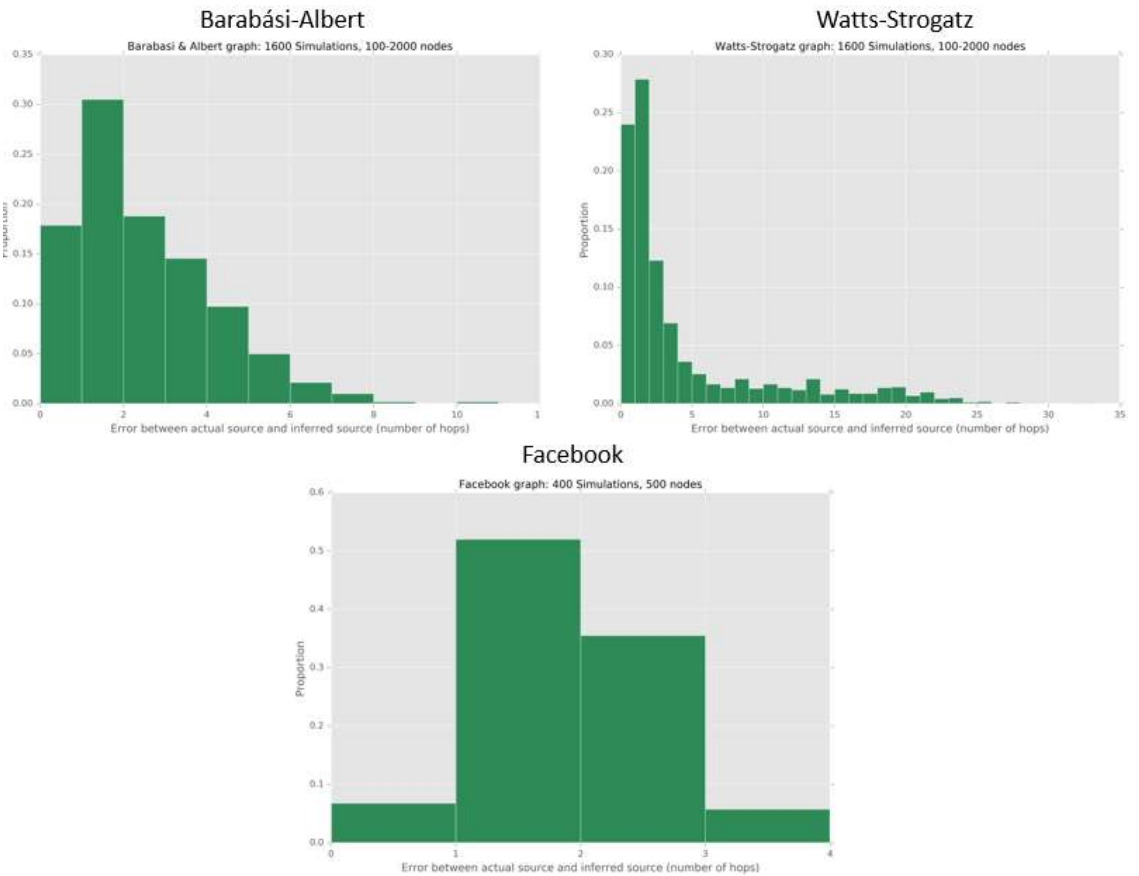 Barabási-Albert
Barabasi & Albert graph: 1600 Simulations, 100-2000 nodes
0.35
0.30
0.25
0.20
0.15
0.10
0.05
0.00
Proportion
0 2 4 6 8 10 1
Error between actual source and inferred source (number of hops)
Watts-Strogatz
Watts-Strogatz graph: 1600 Simulations, 100-2000 nodes
0.30
0.25
0.20
0.15
0.10
0.05
0.00
Proportion
0 5 10 15 20 25 30 35
Error between actual source and inferred source (number of hops)
Facebook
Facebook graph: 400 Simulations, 500 nodes
0.6
0.5
0.4
0.3
0.2
0.1
0.0
Proportion
0 1 2 3 4
Error between actual source and inferred source (number of hops)